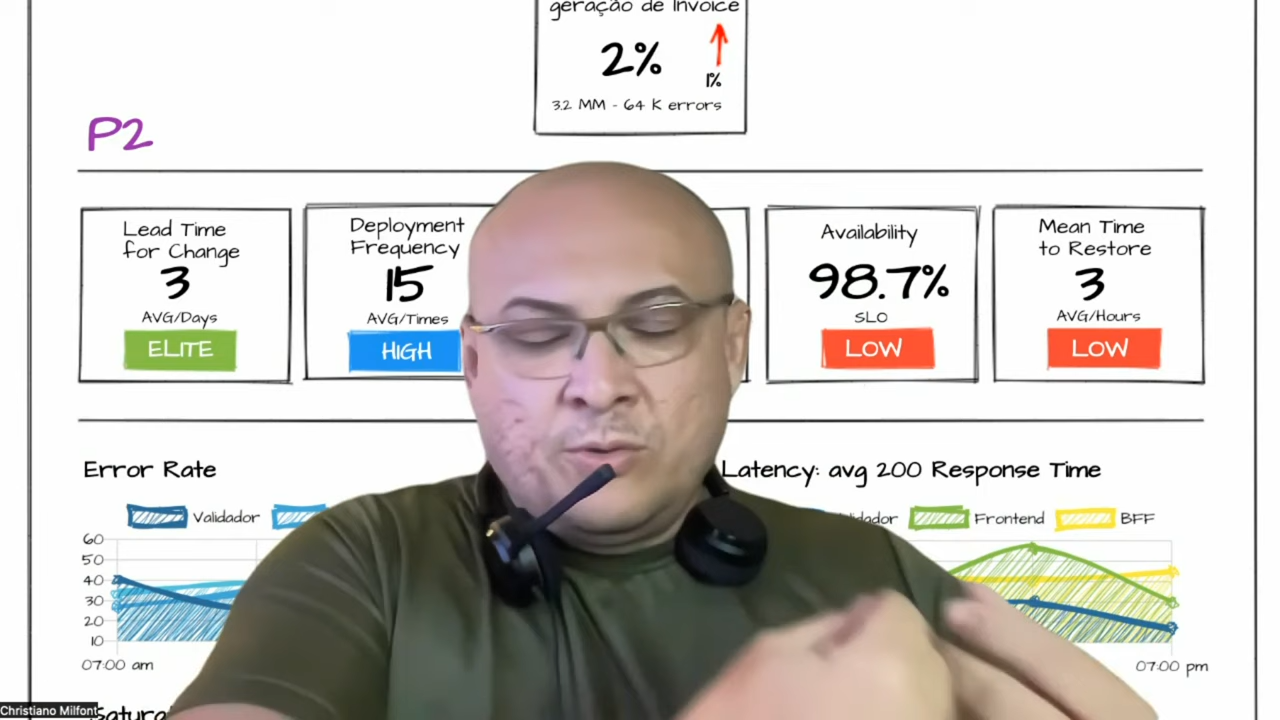 geração de Invoice
2%
1%
3.2 MM - 64 K errors
P2
Lead Time
for Change
3
AVG/Days
ELITE
Deployment
Frequency
15
AVG/Times
HIGH
Availability
98.7%
SLO
LOW
Mean Time
to Restore
3
AVG/Hours
LOW
Error Rate
Validador
60
50
40
30
20
10
07:00 am
Latency: avg 200 Response Time
Frontend
BFF
07:00 pm
Christiano Milfont